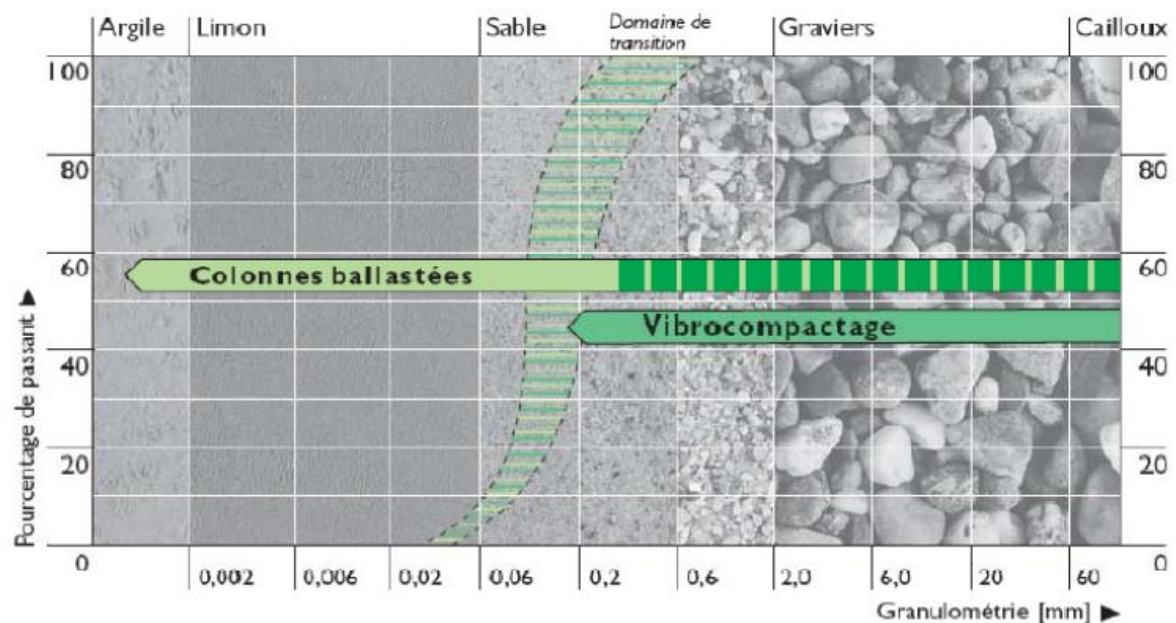 Argile Limon Sable Domaine de transition Graviers Cailloux
100 100
80 80
60 60
Colonnes ballastées
Vibrocompactage
40 40
20 20
0 0
Pourcentage de passant ►
0,002 0,006 0,02 0,06 0,2 0,6 2,0 6,0 20 60
Granulométrie [mm] ►